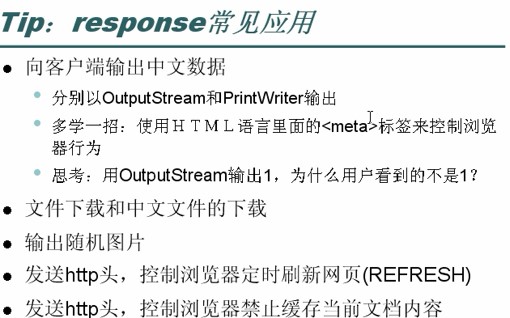 Tip：response常见应用
向客户端输出中文数据
分别以OutputStream和PrintWriter输出
多学一招：使用ＨＴＭＬ语言里面的<meta>标签来控制浏览
器行为
思考：用OutputStream输出1，为什么用户看到的不是1？
文件下载和中文文件的下载
输出随机图片
发送http头，控制浏览器定时刷新网页(REFRESH)
发送http头，控制浏览器禁止缓存当前文档内容